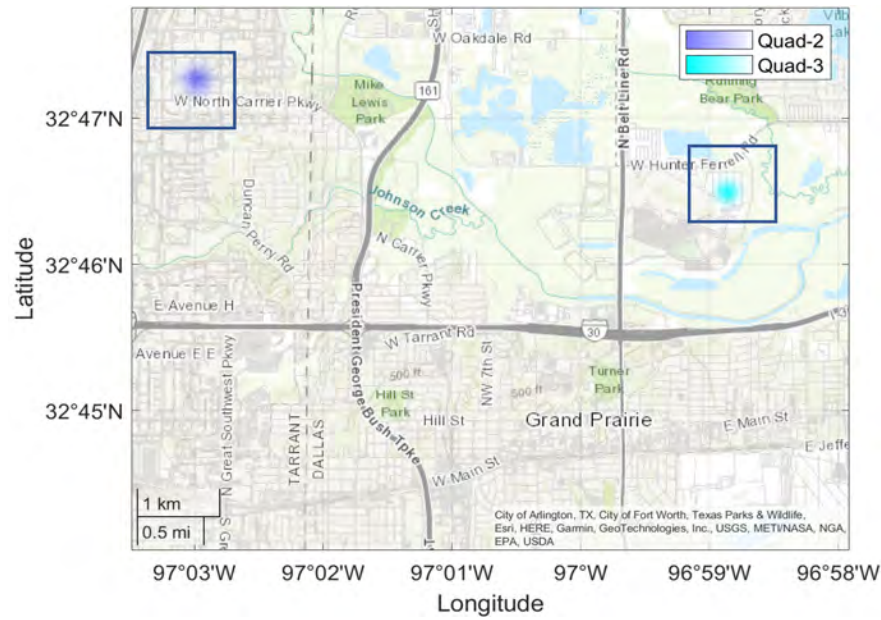 W Oakdale Rd
Quad-2
Quad-3
161
Mike
Lewis
Park
W North Carrier Pkwy
Running
Bear Park
N Belt Line Rd
W Hunter Ferrell Rd
32°47'N
Johnson Creek
Duncan Perry Rd
N Carrier Pkwy
32°46'N
Latitude
E Avenue H
President George Bush Tpke
30
W Tarrant Rd
Avenue E E
N Great Southwest Pkwy
500 ft
500 ft
NW 7th St
Turner
Park
Hill St
Park
32°45'N
Hill St
Grand Prairie
E Main St
TARRANT
DALLAS
W Main St
1 km
0.5 mi
City of Arlington, TX, City of Fort Worth, Texas Parks & Wildlife,
Esri, HERE, Garmin, GeoTechnologies, Inc., USGS, METI/NASA, NGA,
EPA, USDA
97°03'W
97°02'W
97°01'W
97°W
96°59'W
96°58'W
Longitude